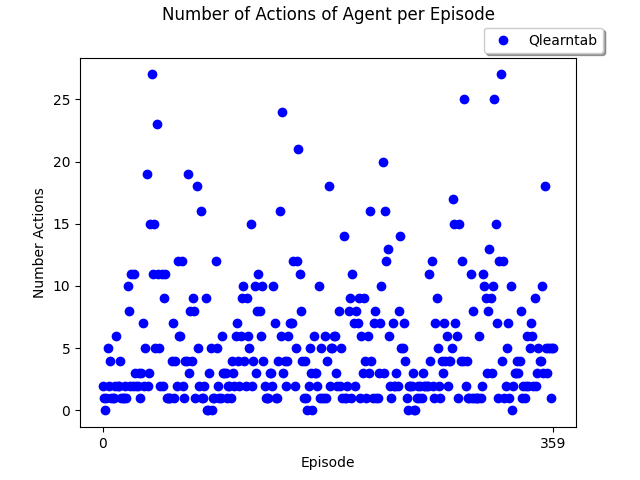 Number of Actions of Agent per Episode
Qlearntab
25
20
15
10
5
0
Number Actions
0
359
Episode